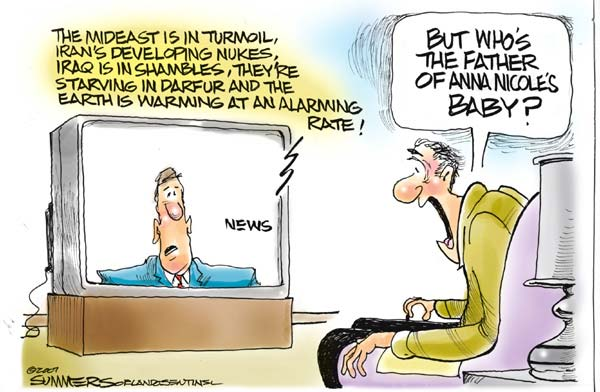 THE MIDEAST IS IN TURMOIL,
IRAN'S DEVELOPING NUKES,
IRAQ IS IN SHAMBLES, THEY'RE
STARVING IN DARFUR AND THE
EARTH IS WARMING AT AN ALARMING
RATE!
BUT WHO'S
THE FATHER
OF ANNA NICOLE'S
BABY?
NEWS
©2007
SUMMERS ORLANDO SENTINEL